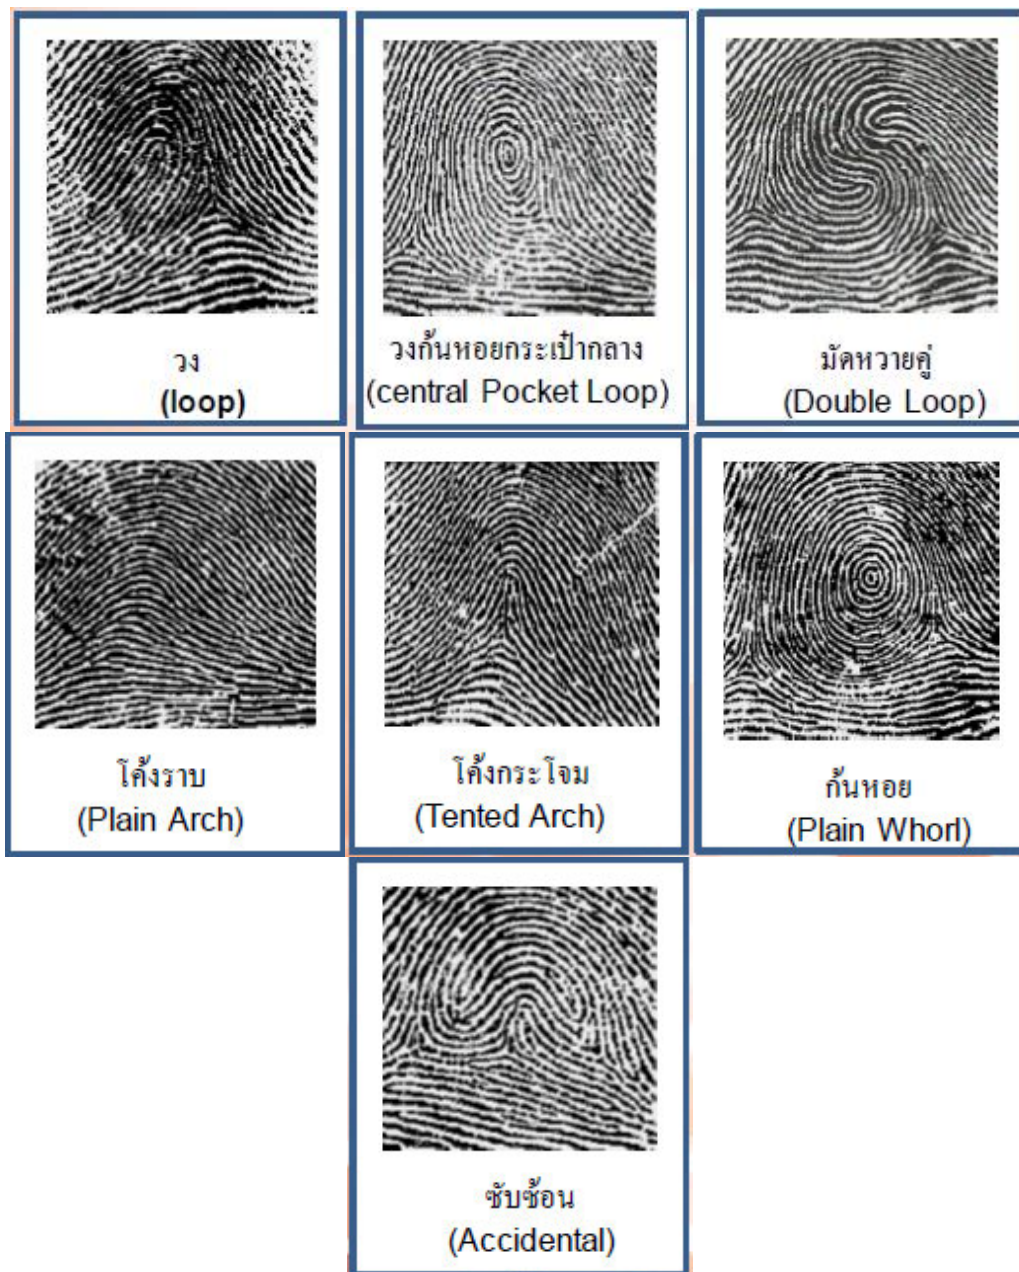 วง
(loop)
วงก้นหอยกระเป๋ากลาง
(central Pocket Loop)
มัดหวายคู่
(Double Loop)
โค้งราบ
(Plain Arch)
โค้งกระโจม
(Tented Arch)
ก้นหอย
(Plain Whorl)
ซับซ้อน
(Accidental)